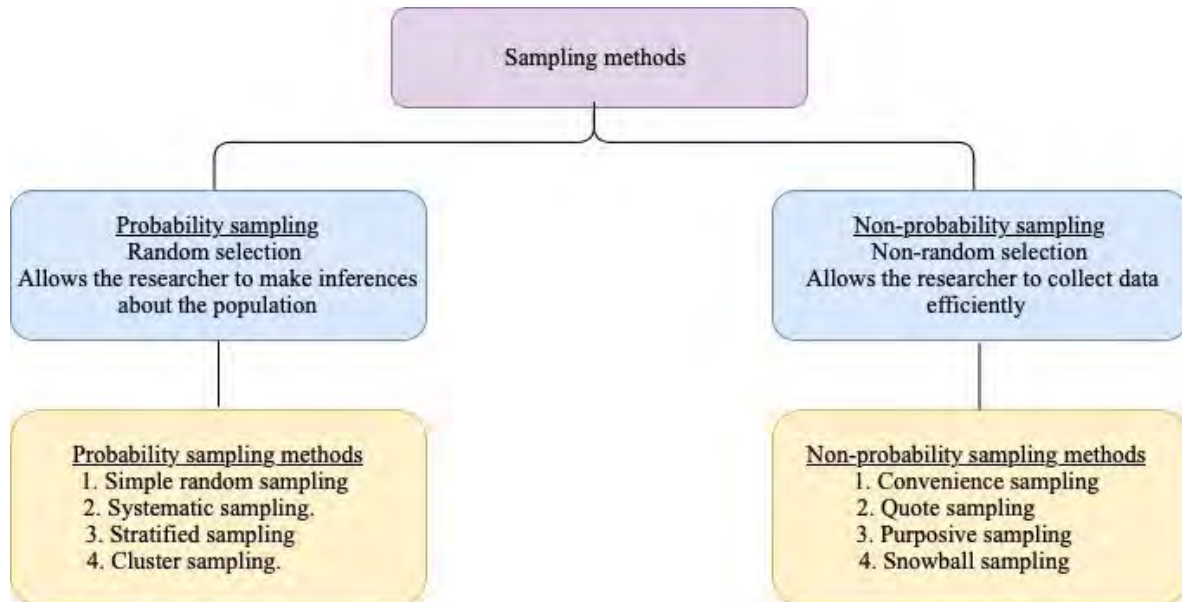 Sampling methods
Probability sampling
Random selection
Allows the researcher to make inferences
about the population
Non-probability sampling
Non-random selection
Allows the researcher to collect data
efficiently
Probability sampling methods
1. Simple random sampling
2. Systematic sampling.
3. Stratified sampling
4. Cluster sampling.
Non-probability sampling methods
1. Convenience sampling
2. Quote sampling
3. Purposive sampling
4. Snowball sampling